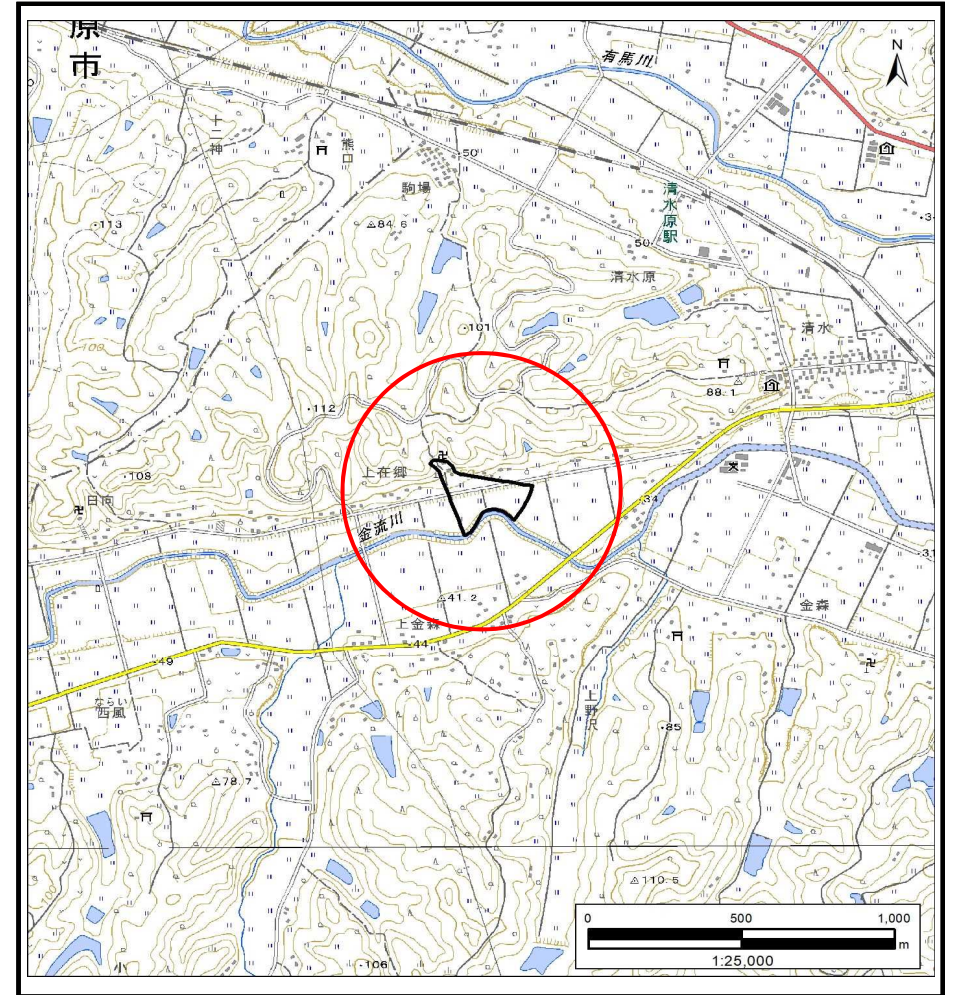 原市
有馬川
N
十二神
熊口
50
駒場
清水原駅
113
84.6
50
清水原
101
清水
100
88.1
112
上在郷
108
日向
34
金流川
31
41.2
金森
上金森
44
49
ならい
西風
上野沢
85
78.7
110.5
100
小
106
0 500 1,000
m
1:25,000